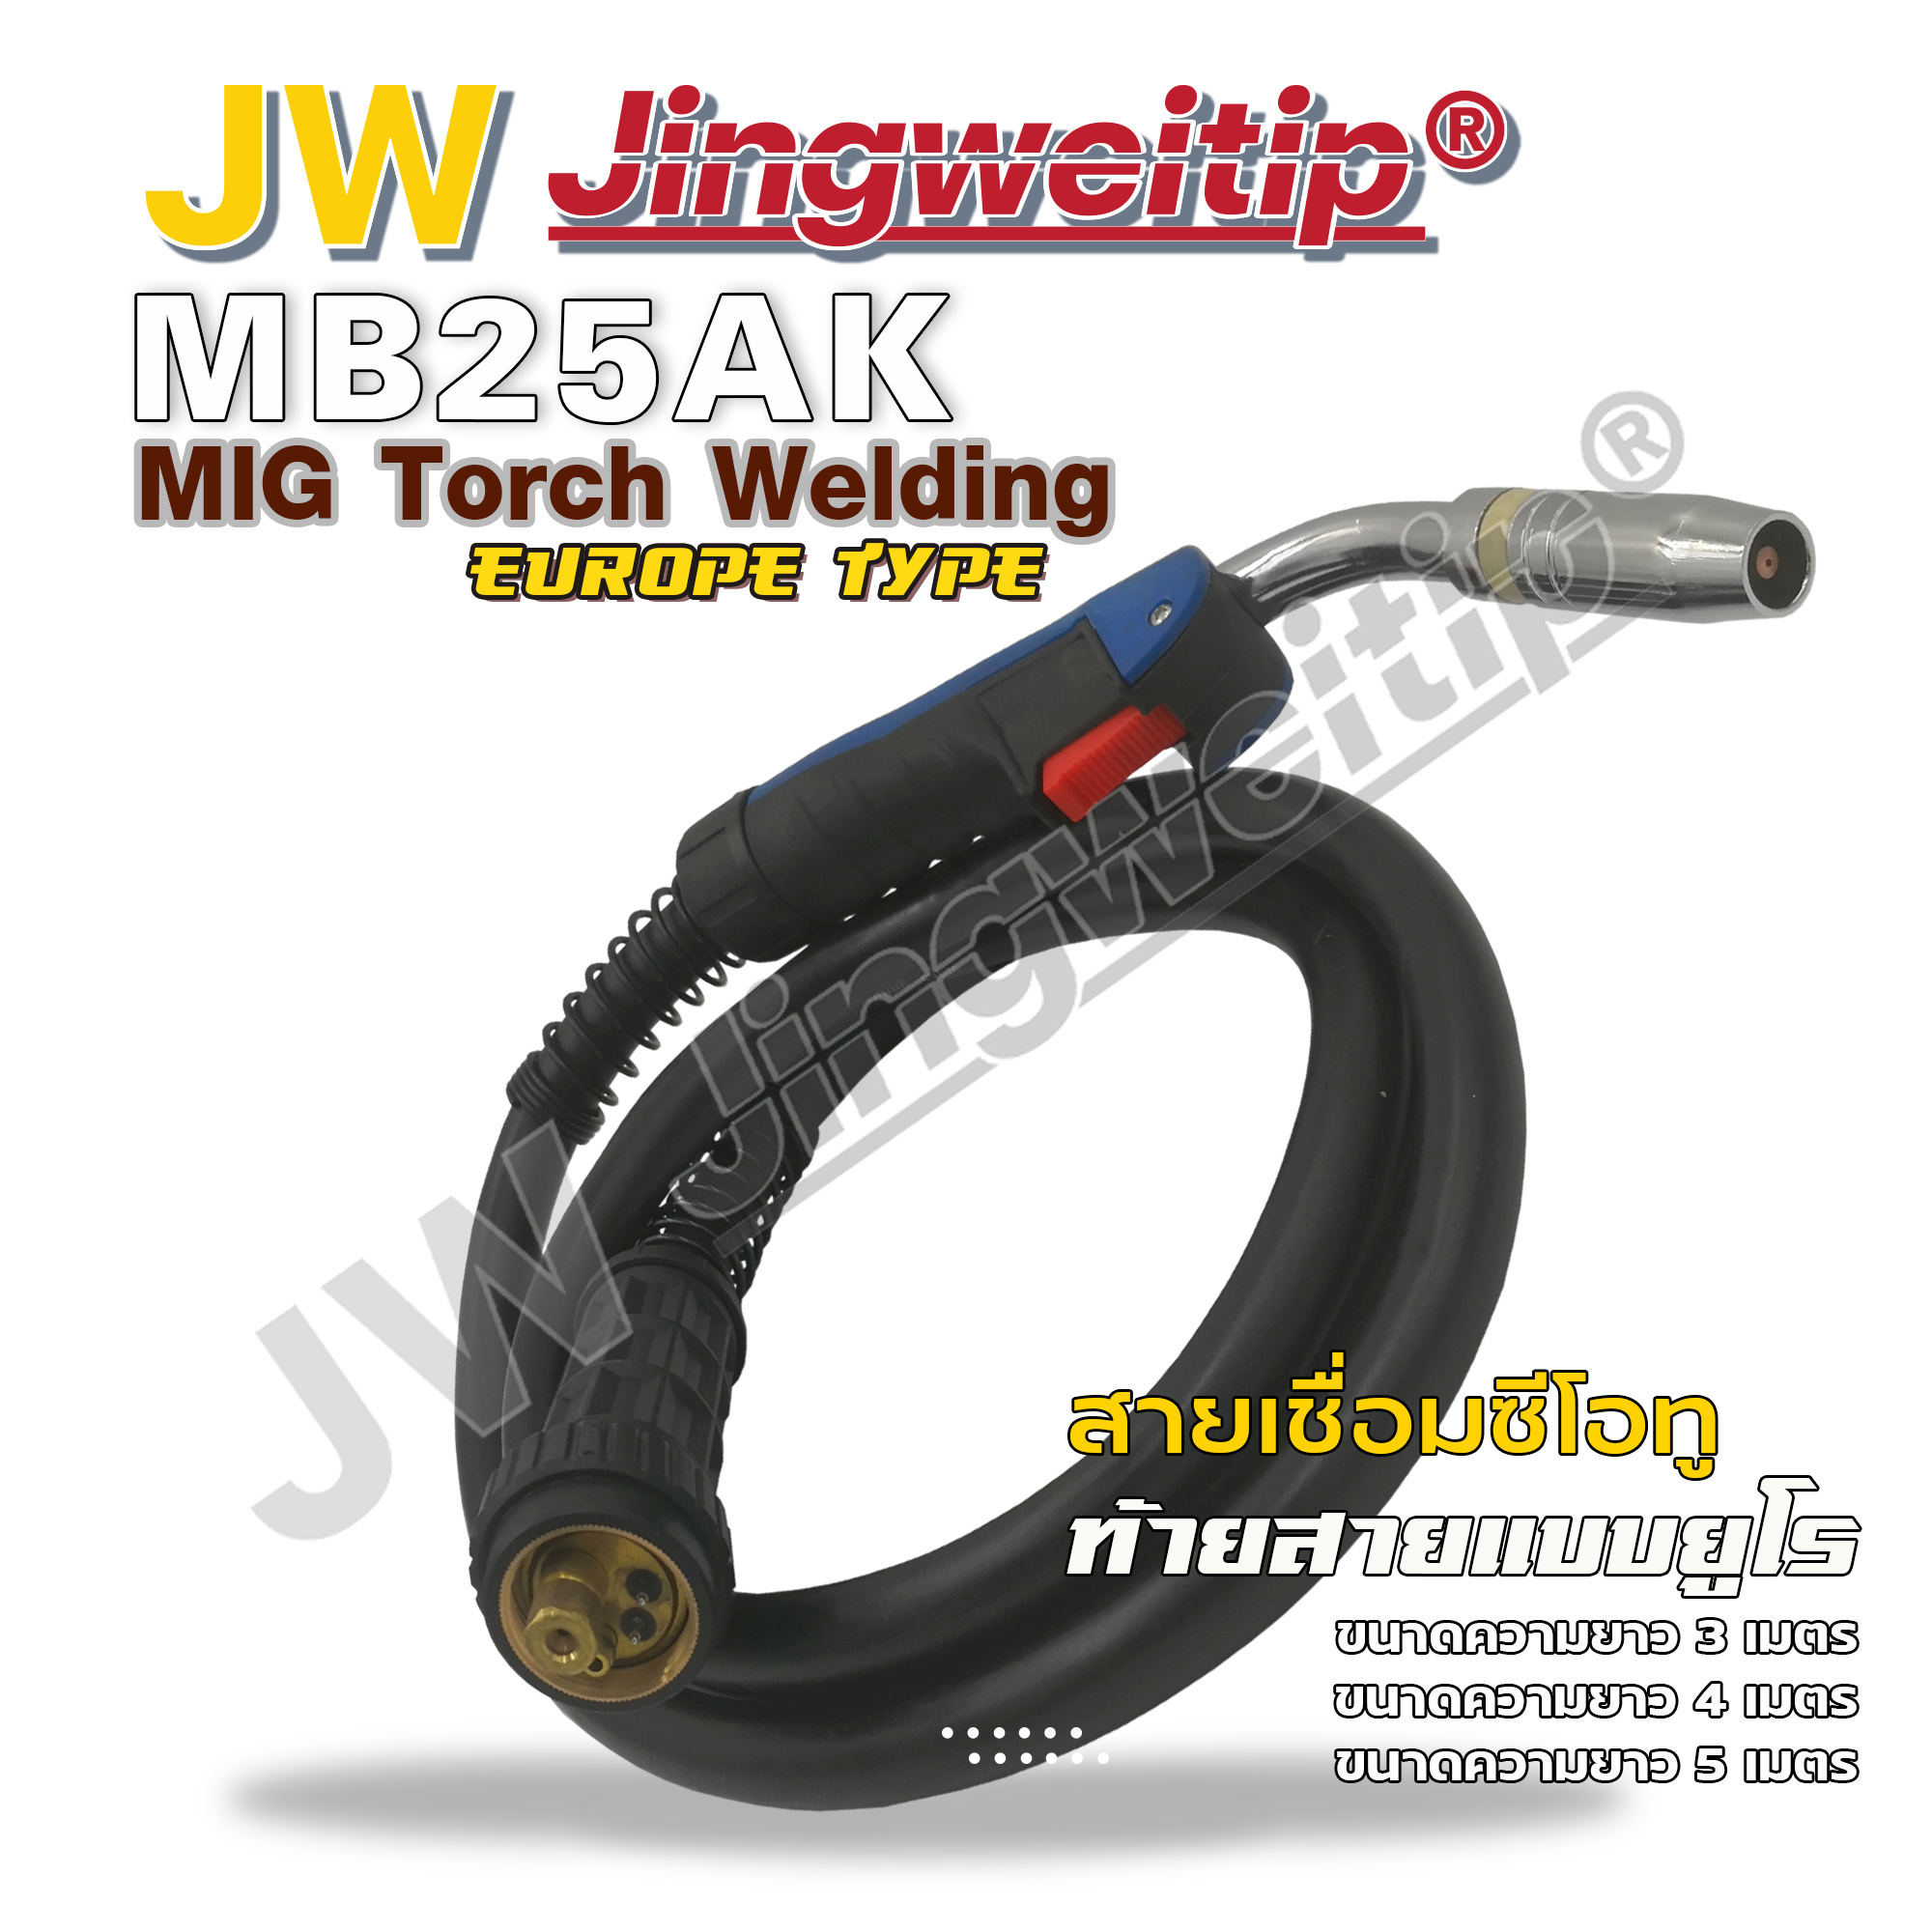 JW Jingweitip®
MB25AK
MIG Torch Welding
EUROPE TYPE
JW Jingweitip®
สายเชื่อมซีโอทู
ท้ายสายแบบยูโร
ขนาดความยาว 3 เมตร
ขนาดความยาว 4 เมตร
ขนาดความยาว 5 เมตร